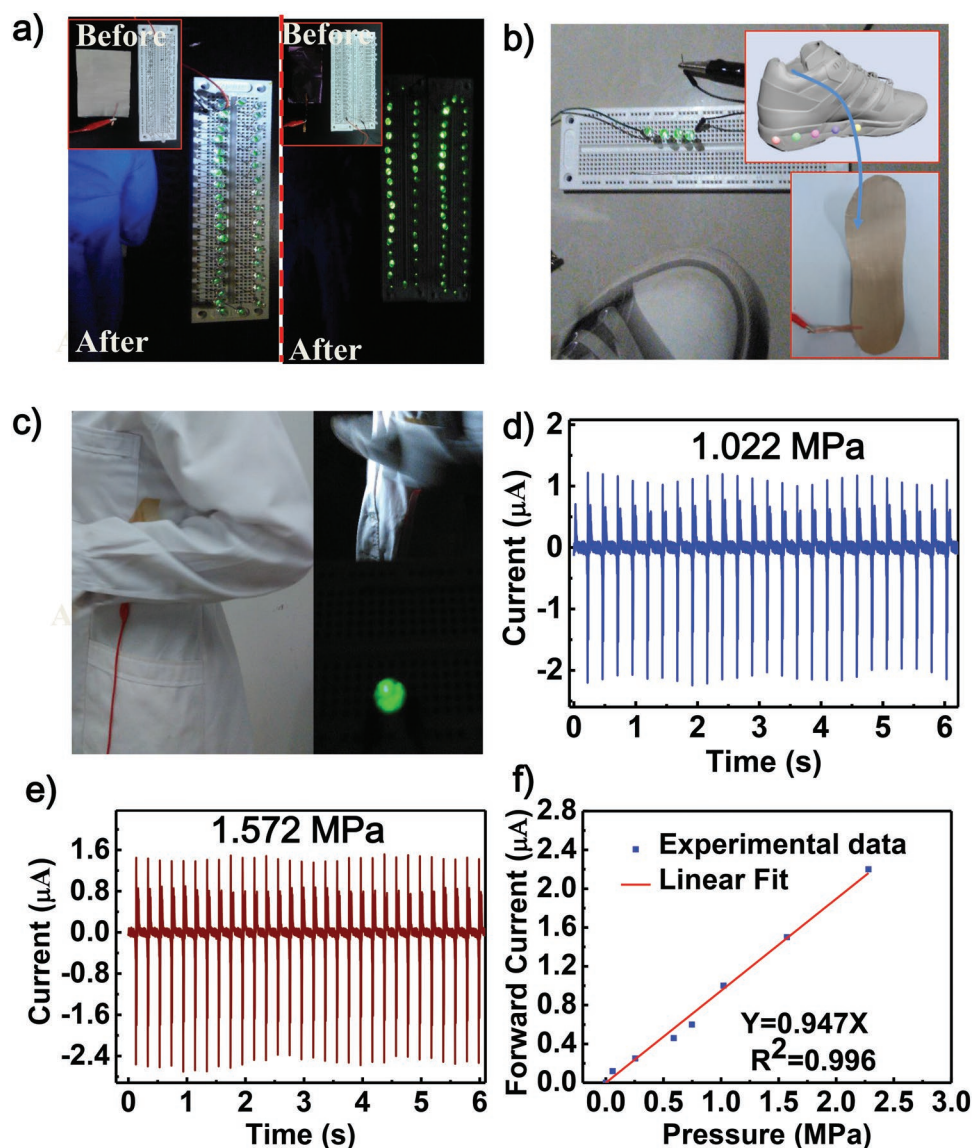 a)
Before
Before
After
After
b)
c)
d)
1.022 MPa
Current (μA)
2
1
0
-1
-2
0 1 2 3 4 5 6
Time (s)
e)
1.572 MPa
Current (μA)
1.6
0.8
0.0
-0.8
-1.6
-2.4
0 1 2 3 4 5 6
Time (s)
f)
Forward Current (μA)
2.8
2.4
2.0
1.6
1.2
0.8
0.4
0.0
Experimental data
Linear Fit
Y=0.947X
R²=0.996
0.0 0.5 1.0 1.5 2.0 2.5 3.0
Pressure (MPa)